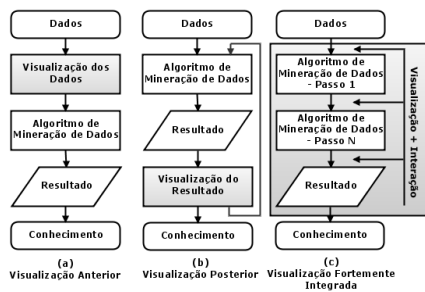 Dados
Visualização dos
Dados
Algoritmo de
Mineração de Dados
Resultado
Conhecimento
(a)
Visualização Anterior
Dados
Algoritmo de
Mineração de Dados
Resultado
Visualização do
Resultado
Conhecimento
(b)
Visualização Posterior
Dados
Algoritmo de
Mineração de Dados
- Passo 1
Algoritmo de
Mineração de Dados
- Passo N
Resultado
Visualização + Interação
Conhecimento
(c)
Visualização Fortemente
Integrada